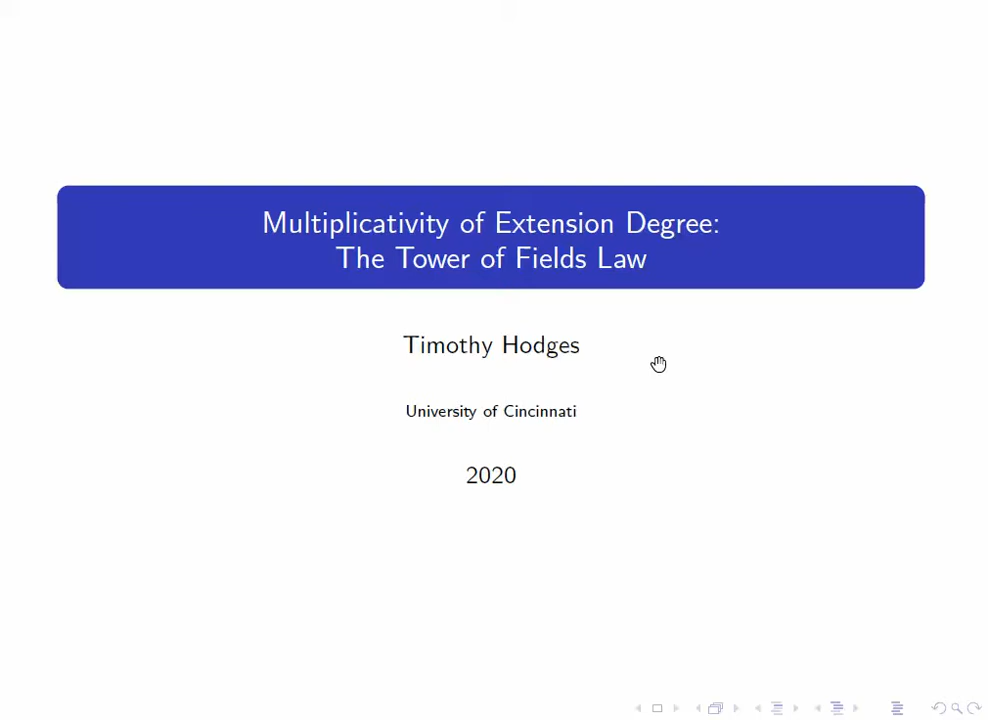 Multiplicativity of Extension Degree:
The Tower of Fields Law
Timothy Hodges
University of Cincinnati
2020